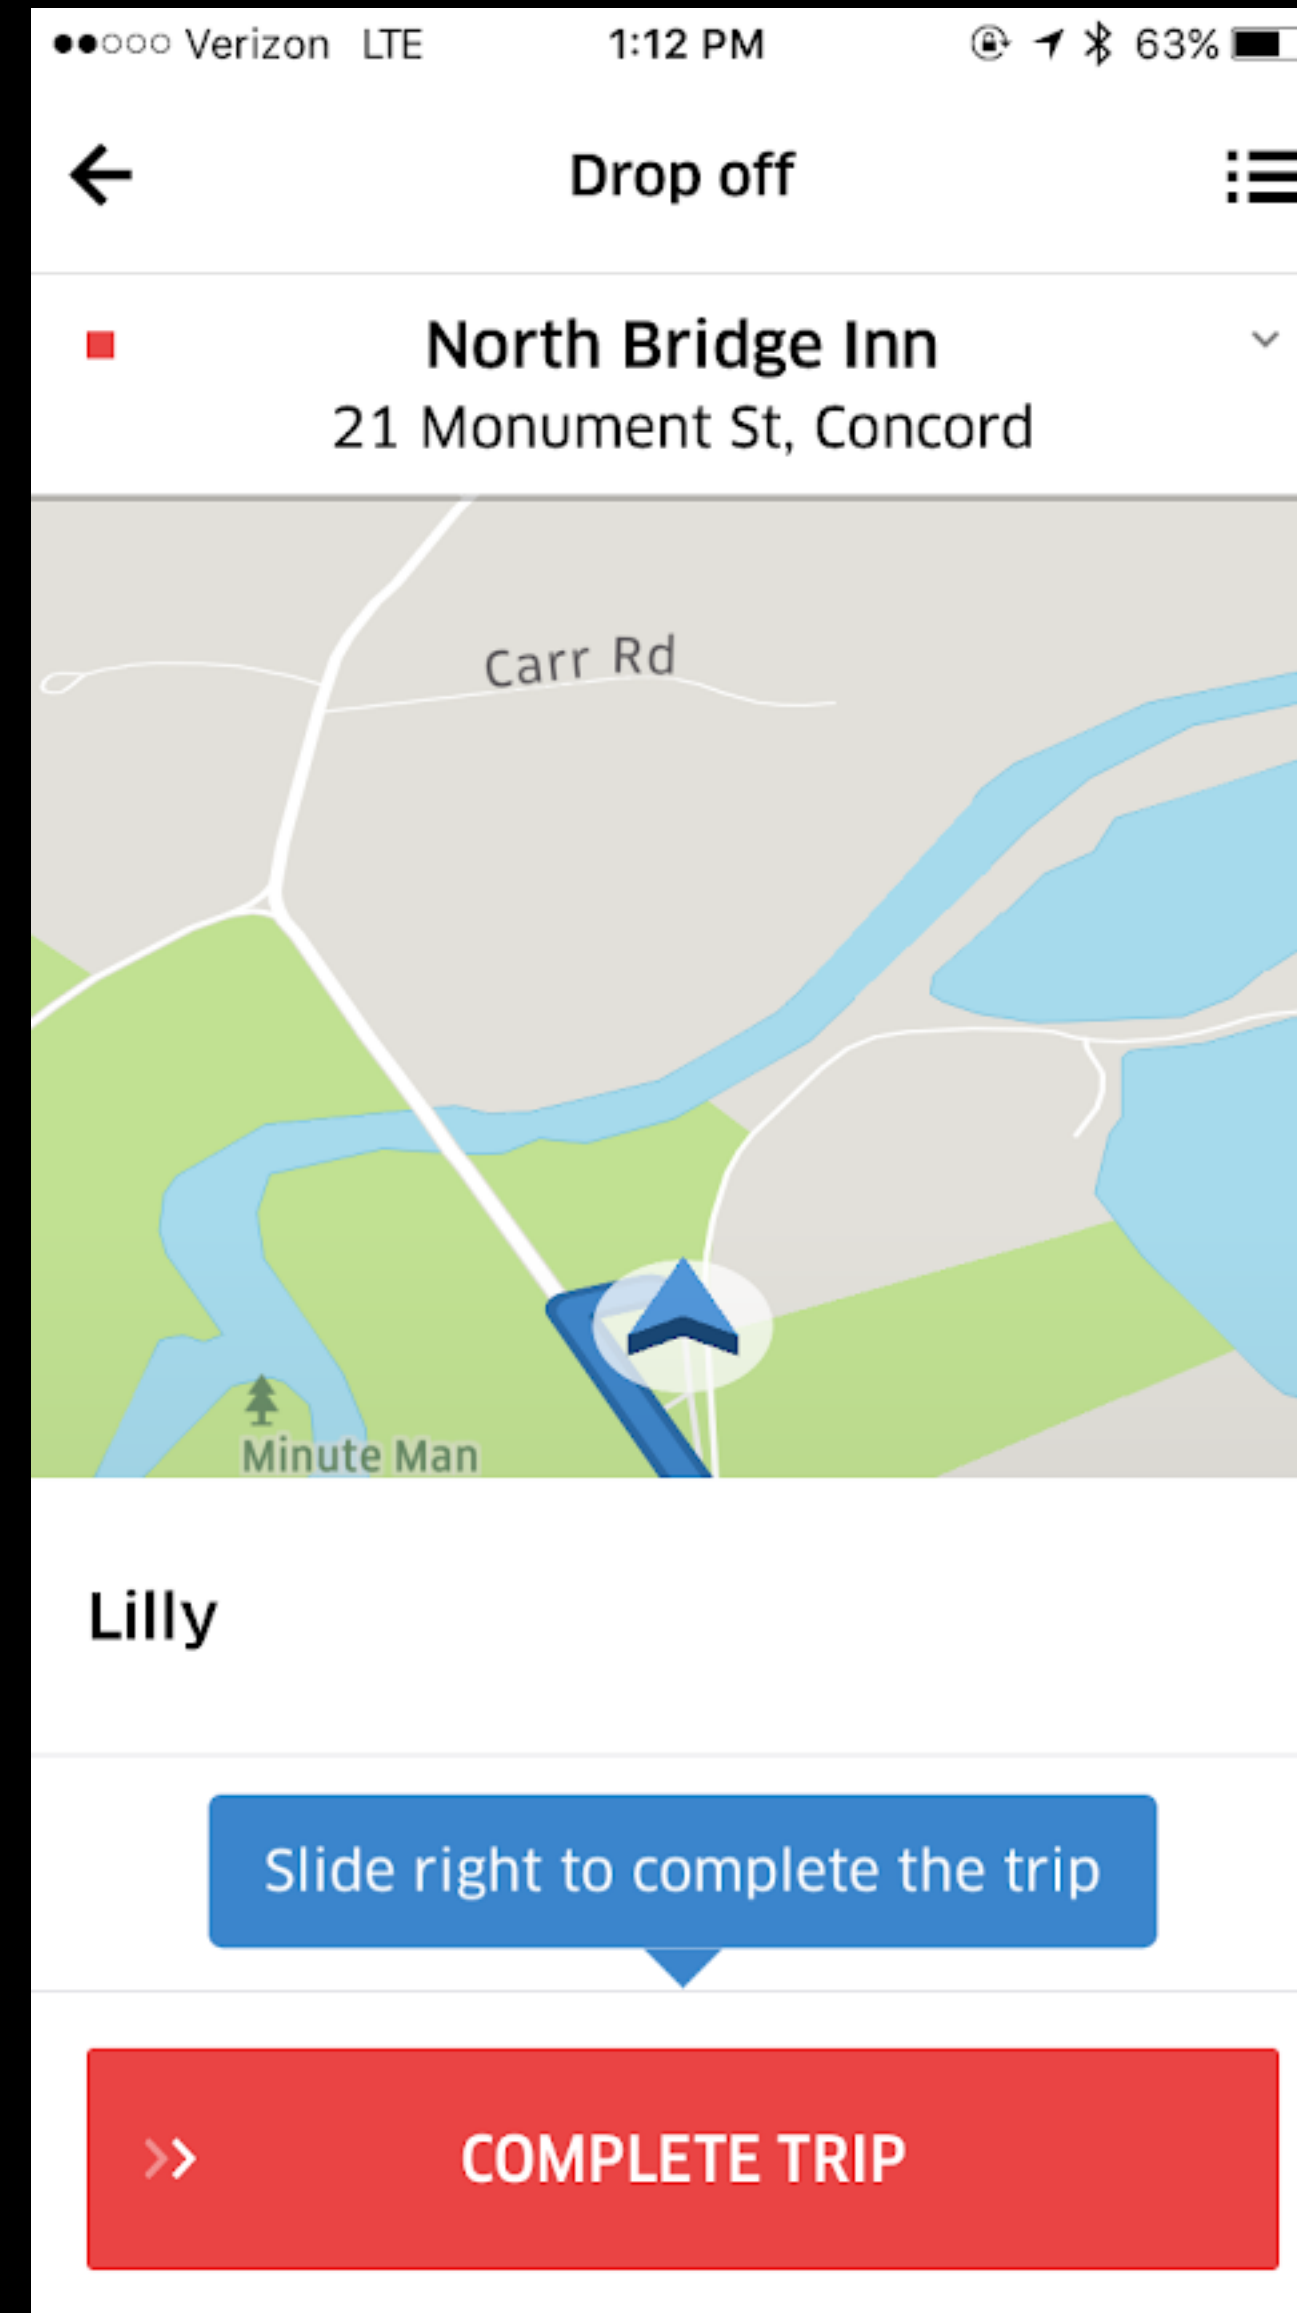 Verizon LTE 1:12 PM 63%
Drop off
North Bridge Inn
21 Monument St, Concord
Carr Rd
Minute Man
Lilly
Slide right to complete the trip
COMPLETE TRIP